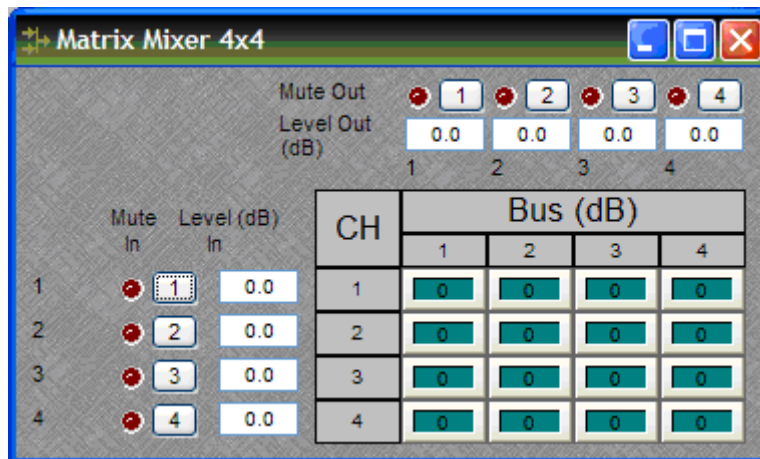 Matrix Mixer 4x4
Mute Out 1 2 3 4
Level Out (dB) 0.0 0.0 0.0 0.0
1 2 3 4
Mute In Level (dB) In CH Bus (dB)
1 2 3 4
1 1 0.0 1 0 0 0 0
2 2 0.0 2 0 0 0 0
3 3 0.0 3 0 0 0 0
4 4 0.0 4 0 0 0 0